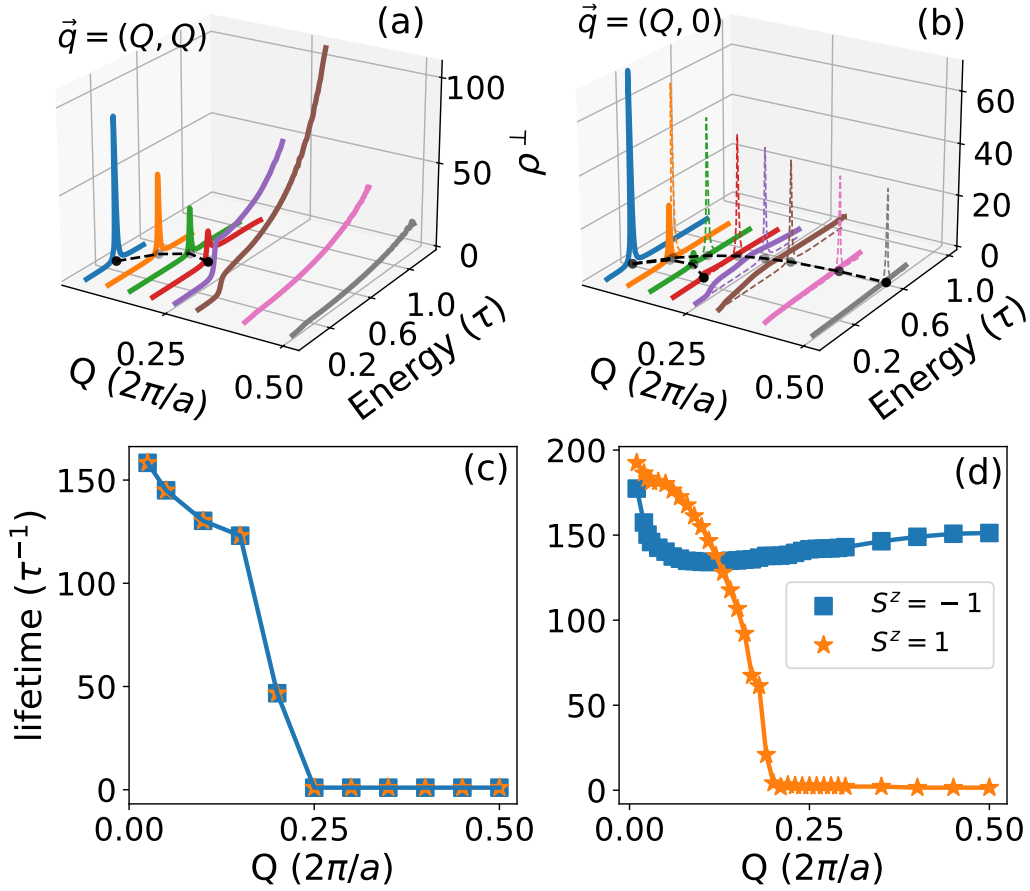 (a)
q⃗ = (Q, Q)
100
50
0
ρ⊥
0.25
0.50
Q (2π/a)
0.2
0.6
1.0
Energy (τ)
(b)
q⃗ = (Q, 0)
60
40
20
0
0.25
0.50
Q (2π/a)
0.2
0.6
1.0
Energy (τ)
(c)
150
100
50
0
lifetime (τ⁻¹)
0.00
0.25
0.50
Q (2π/a)
(d)
200
150
100
50
0
S^z = −1
S^z = 1
0.00
0.25
0.50
Q (2π/a)